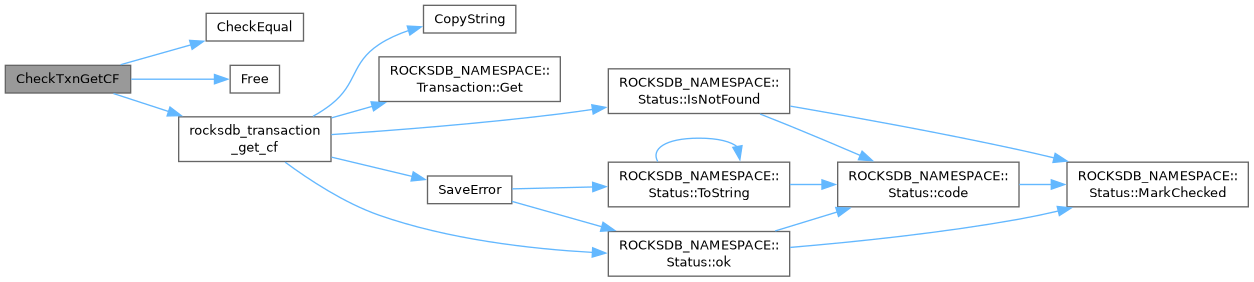 CheckTxnGetCF
CheckEqual
Free
rocksdb_transaction
_get_cf
CopyString
ROCKSDB_NAMESPACE::
Transaction::Get
SaveError
ROCKSDB_NAMESPACE::
Status::IsNotFound
ROCKSDB_NAMESPACE::
Status::ToString
ROCKSDB_NAMESPACE::
Status::ok
ROCKSDB_NAMESPACE::
Status::code
ROCKSDB_NAMESPACE::
Status::MarkChecked